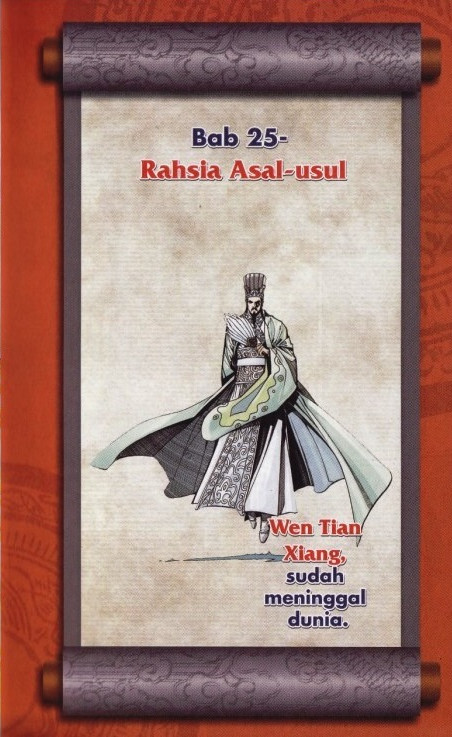 Bab 25-
Rahsia Asal-usul
Wen Tian
Xiang,
sudah
meninggal
dunia.